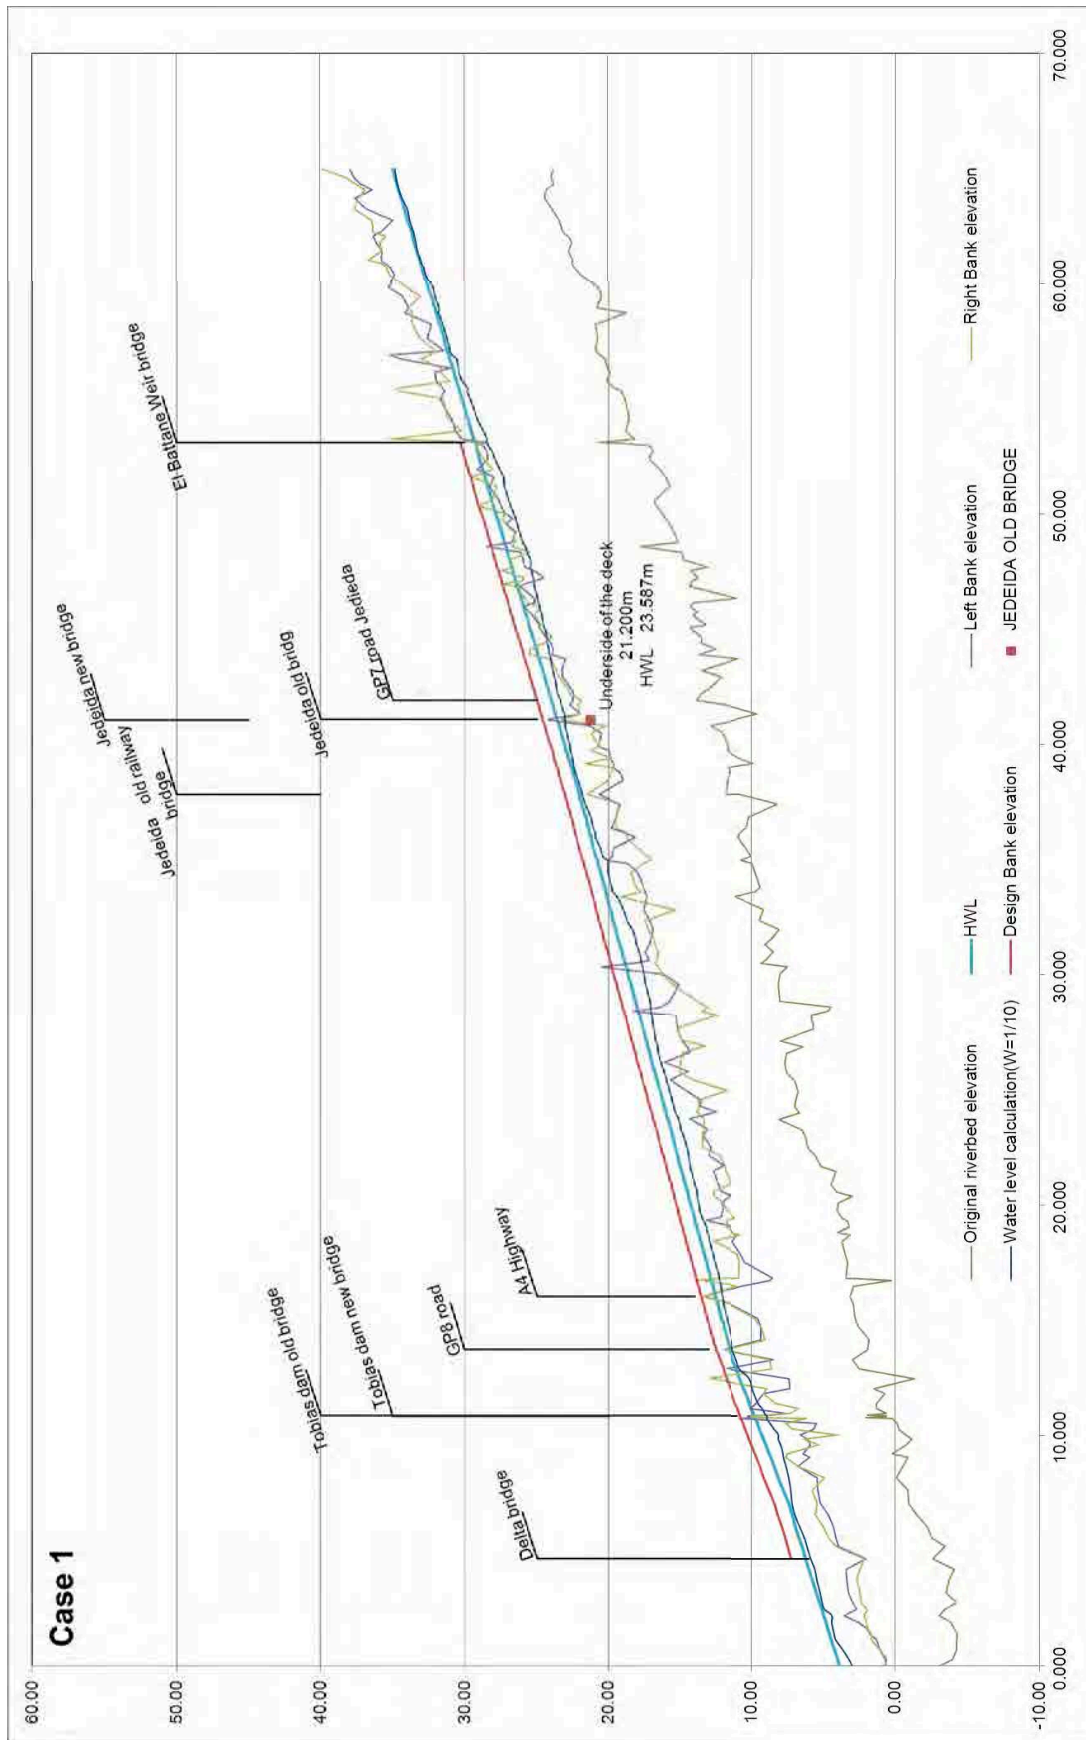 Case 1
60.00
50.00
40.00
30.00
20.00
10.00
0.00
-10.00
0.000
10.000
20.000
30.000
40.000
50.000
60.000
70.000
Delta bridge
Tobias dam old bridge
Tobias dam new bridge
GP8 road
A4 Highway
Jedeida old railway
bridge
Jedeida new bridge
Jedeida old bridg
GP7 road Jedieda
El-Battane Weir bridge
Underside of the deck
21.200m
HWL 23.587m
Original riverbed elevation
HWL
Left Bank elevation
Right Bank elevation
Water level calculation(W=1/10)
Design Bank elevation
JEDEIDA OLD BRIDGE